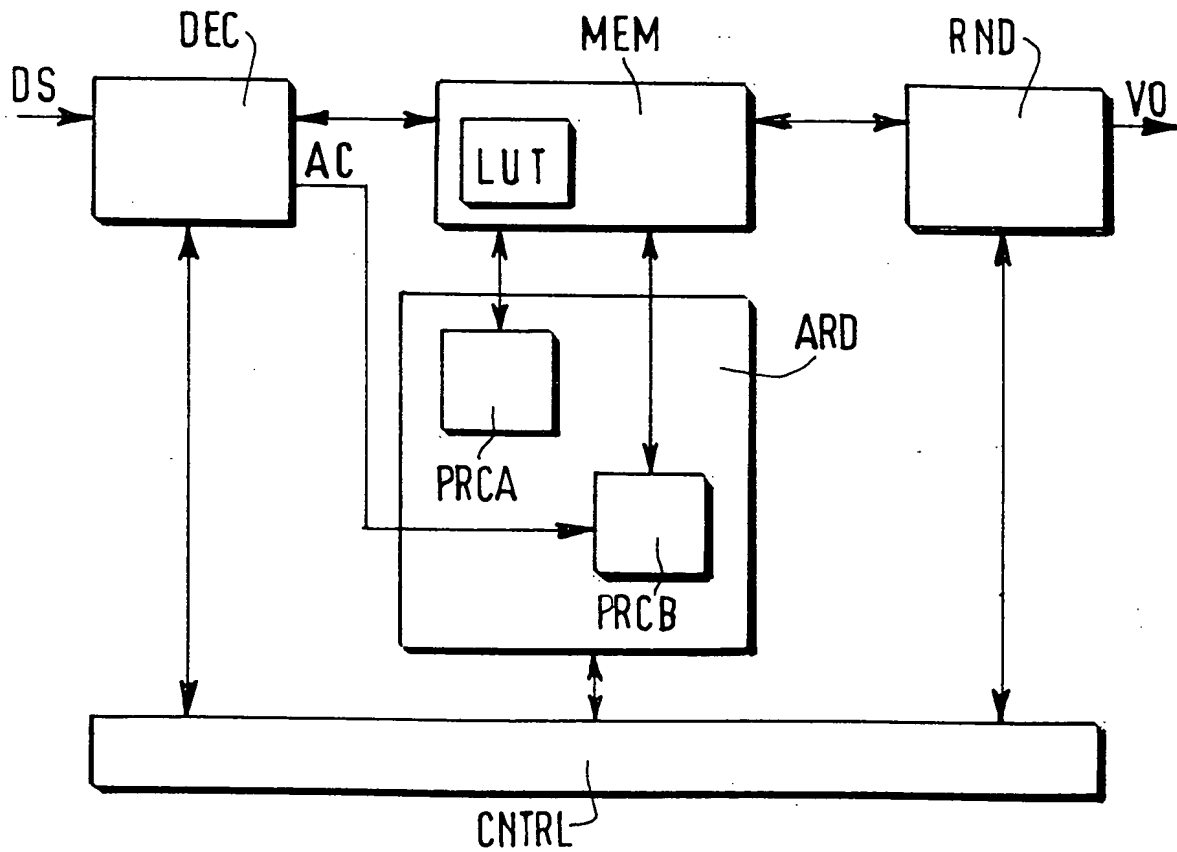 DEC
MEM
RND
DS
VO
AC
LUT
ARD
PRCA
PRCB
CNTRL